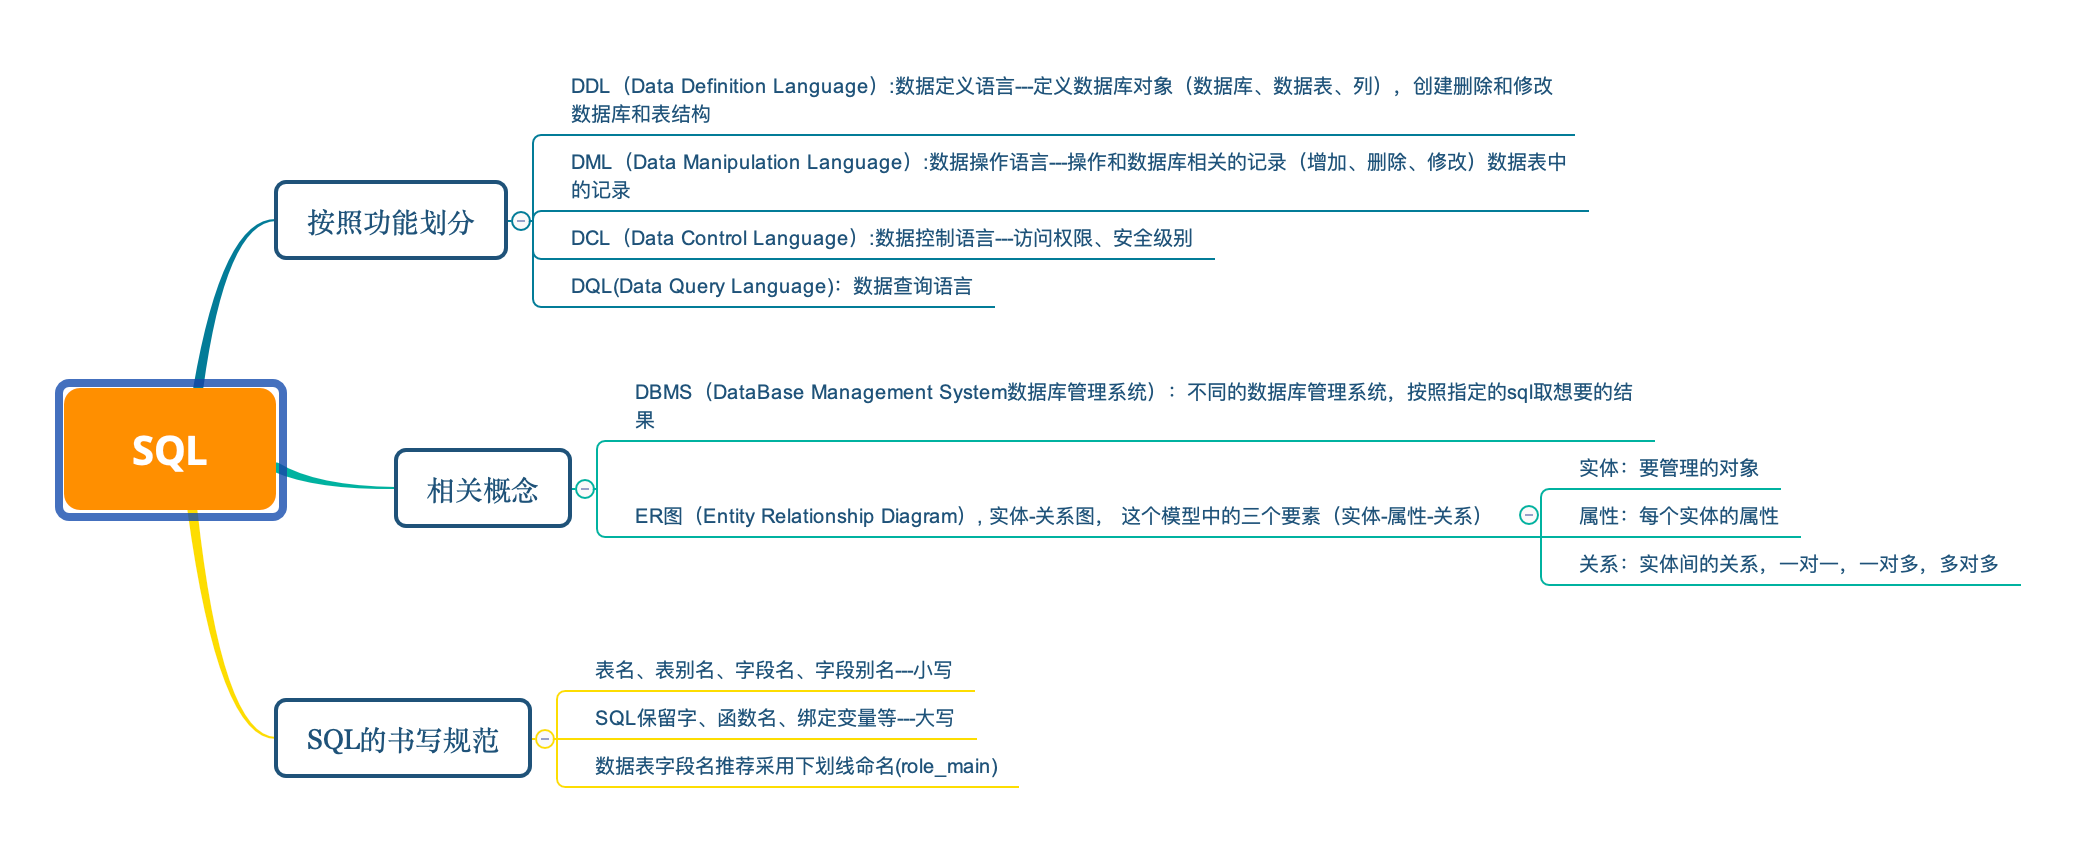 DDL（Data Definition Language）:数据定义语言---定义数据库对象（数据库、数据表、列），创建删除和修改
数据库和表结构
DML（Data Manipulation Language）:数据操作语言---操作和数据库相关的记录（增加、删除、修改）数据表中
的记录
按照功能划分
DCL（Data Control Language）:数据控制语言---访问权限、安全级别
DQL(Data Query Language)：数据查询语言
SQL
DBMS（DataBase Management System数据库管理系统）：不同的数据库管理系统，按照指定的sql取想要的结
果
相关概念
ER图（Entity Relationship Diagram）, 实体-关系图， 这个模型中的三个要素（实体-属性-关系）
实体：要管理的对象
属性：每个实体的属性
关系：实体间的关系，一对一，一对多，多对多
表名、表别名、字段名、字段别名---小写
SQL的书写规范
SQL保留字、函数名、绑定变量等---大写
数据表字段名推荐采用下划线命名(role_main)